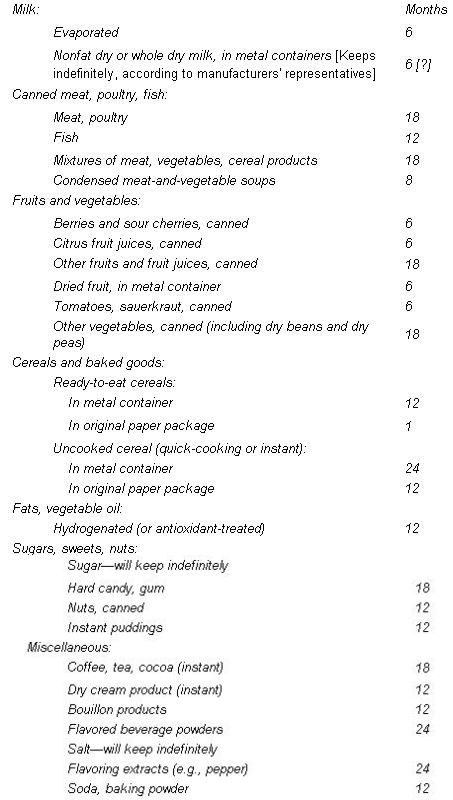 Milk: Months
Evaporated 6
Nonfat dry or whole dry milk, in metal containers [Keeps
indefinitely, according to manufacturers' representatives] 6 [?]
Canned meat, poultry, fish:
Meat, poultry 18
Fish 12
Mixtures of meat, vegetables, cereal products 18
Condensed meat-and-vegetable soups 8
Fruits and vegetables:
Berries and sour cherries, canned 6
Citrus fruit juices, canned 6
Other fruits and fruit juices, canned 18
Dried fruit, in metal container 6
Tomatoes, sauerkraut, canned 6
Other vegetables, canned (including dry beans and dry
peas) 18
Cereals and baked goods:
Ready-to-eat cereals:
In metal container 12
In original paper package 1
Uncooked cereal (quick-cooking or instant):
In metal container 24
In original paper package 12
Fats, vegetable oil:
Hydrogenated (or antioxidant-treated) 12
Sugars, sweets, nuts:
Sugar—will keep indefinitely
Hard candy, gum 18
Nuts, canned 12
Instant puddings 12
Miscellaneous:
Coffee, tea, cocoa (instant) 18
Dry cream product (instant) 12
Bouillon products 12
Flavored beverage powders 24
Salt—will keep indefinitely
Flavoring extracts (e.g., pepper) 24
Soda, baking powder 12